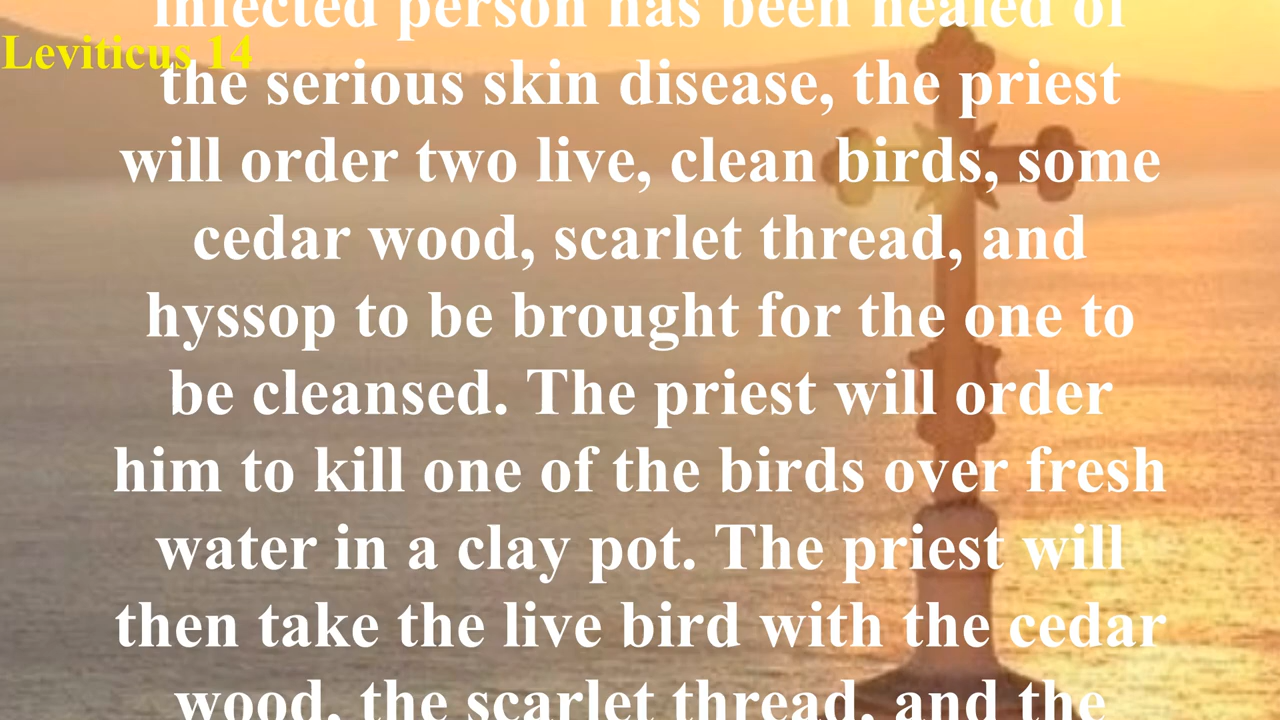 infected person has been healed of
Leviticus 14
the serious skin disease, the priest
will order two live, clean birds, some
cedar wood, scarlet thread, and
hyssop to be brought for the one to
be cleansed. The priest will order
him to kill one of the birds over fresh
water in a clay pot. The priest will
then take the live bird with the cedar
wood, the scarlet thread, and the